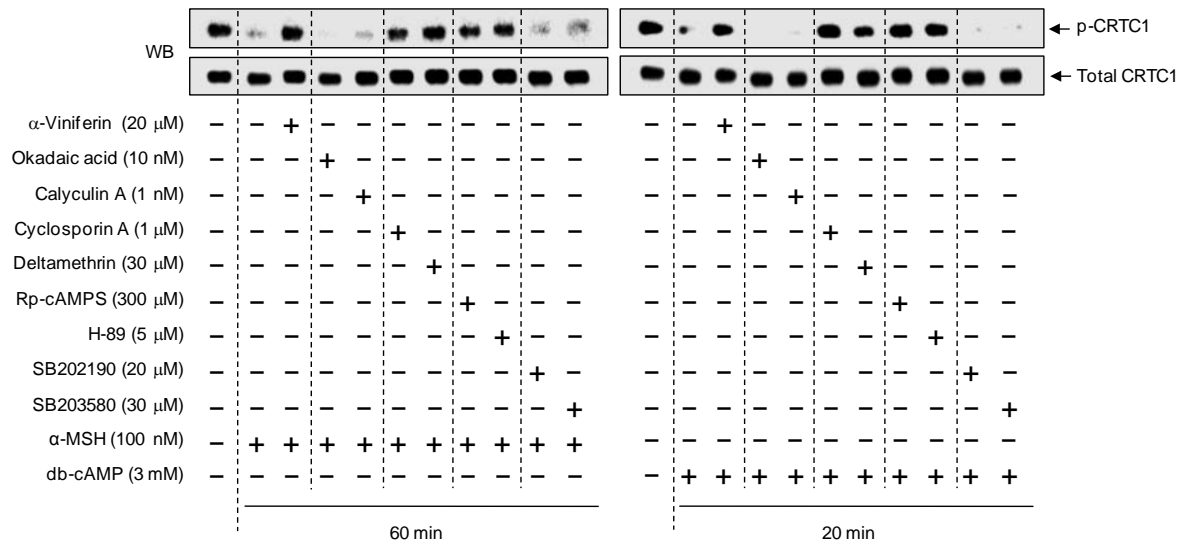 WB
p-CRTC1
Total CRTC1
α-Viniferin (20 μM) – – + – – – – – – – – – – + – – – – – – – –
Okadaic acid (10 nM) – – – + – – – – – – – – – – + – – – – – – –
Calyculin A (1 nM) – – – – + – – – – – – – – – – + – – – – – –
Cyclosporin A (1 μM) – – – – – + – – – – – – – – – – + – – – – –
Deltamethrin (30 μM) – – – – – – + – – – – – – – – – – + – – – –
Rp-cAMPS (300 μM) – – – – – – – + – – – – – – – – – – + – – –
H-89 (5 μM) – – – – – – – – + – – – – – – – – – – + – –
SB202190 (20 μM) – – – – – – – – – + – – – – – – – – – – + –
SB203580 (30 μM) – – – – – – – – – – + – – – – – – – – – – +
α-MSH (100 nM) – + + + + + + + + + + – – – – – – – – – – –
db-cAMP (3 mM) – – – – – – – – – – – – + + + + + + + + + +
60 min 20 min